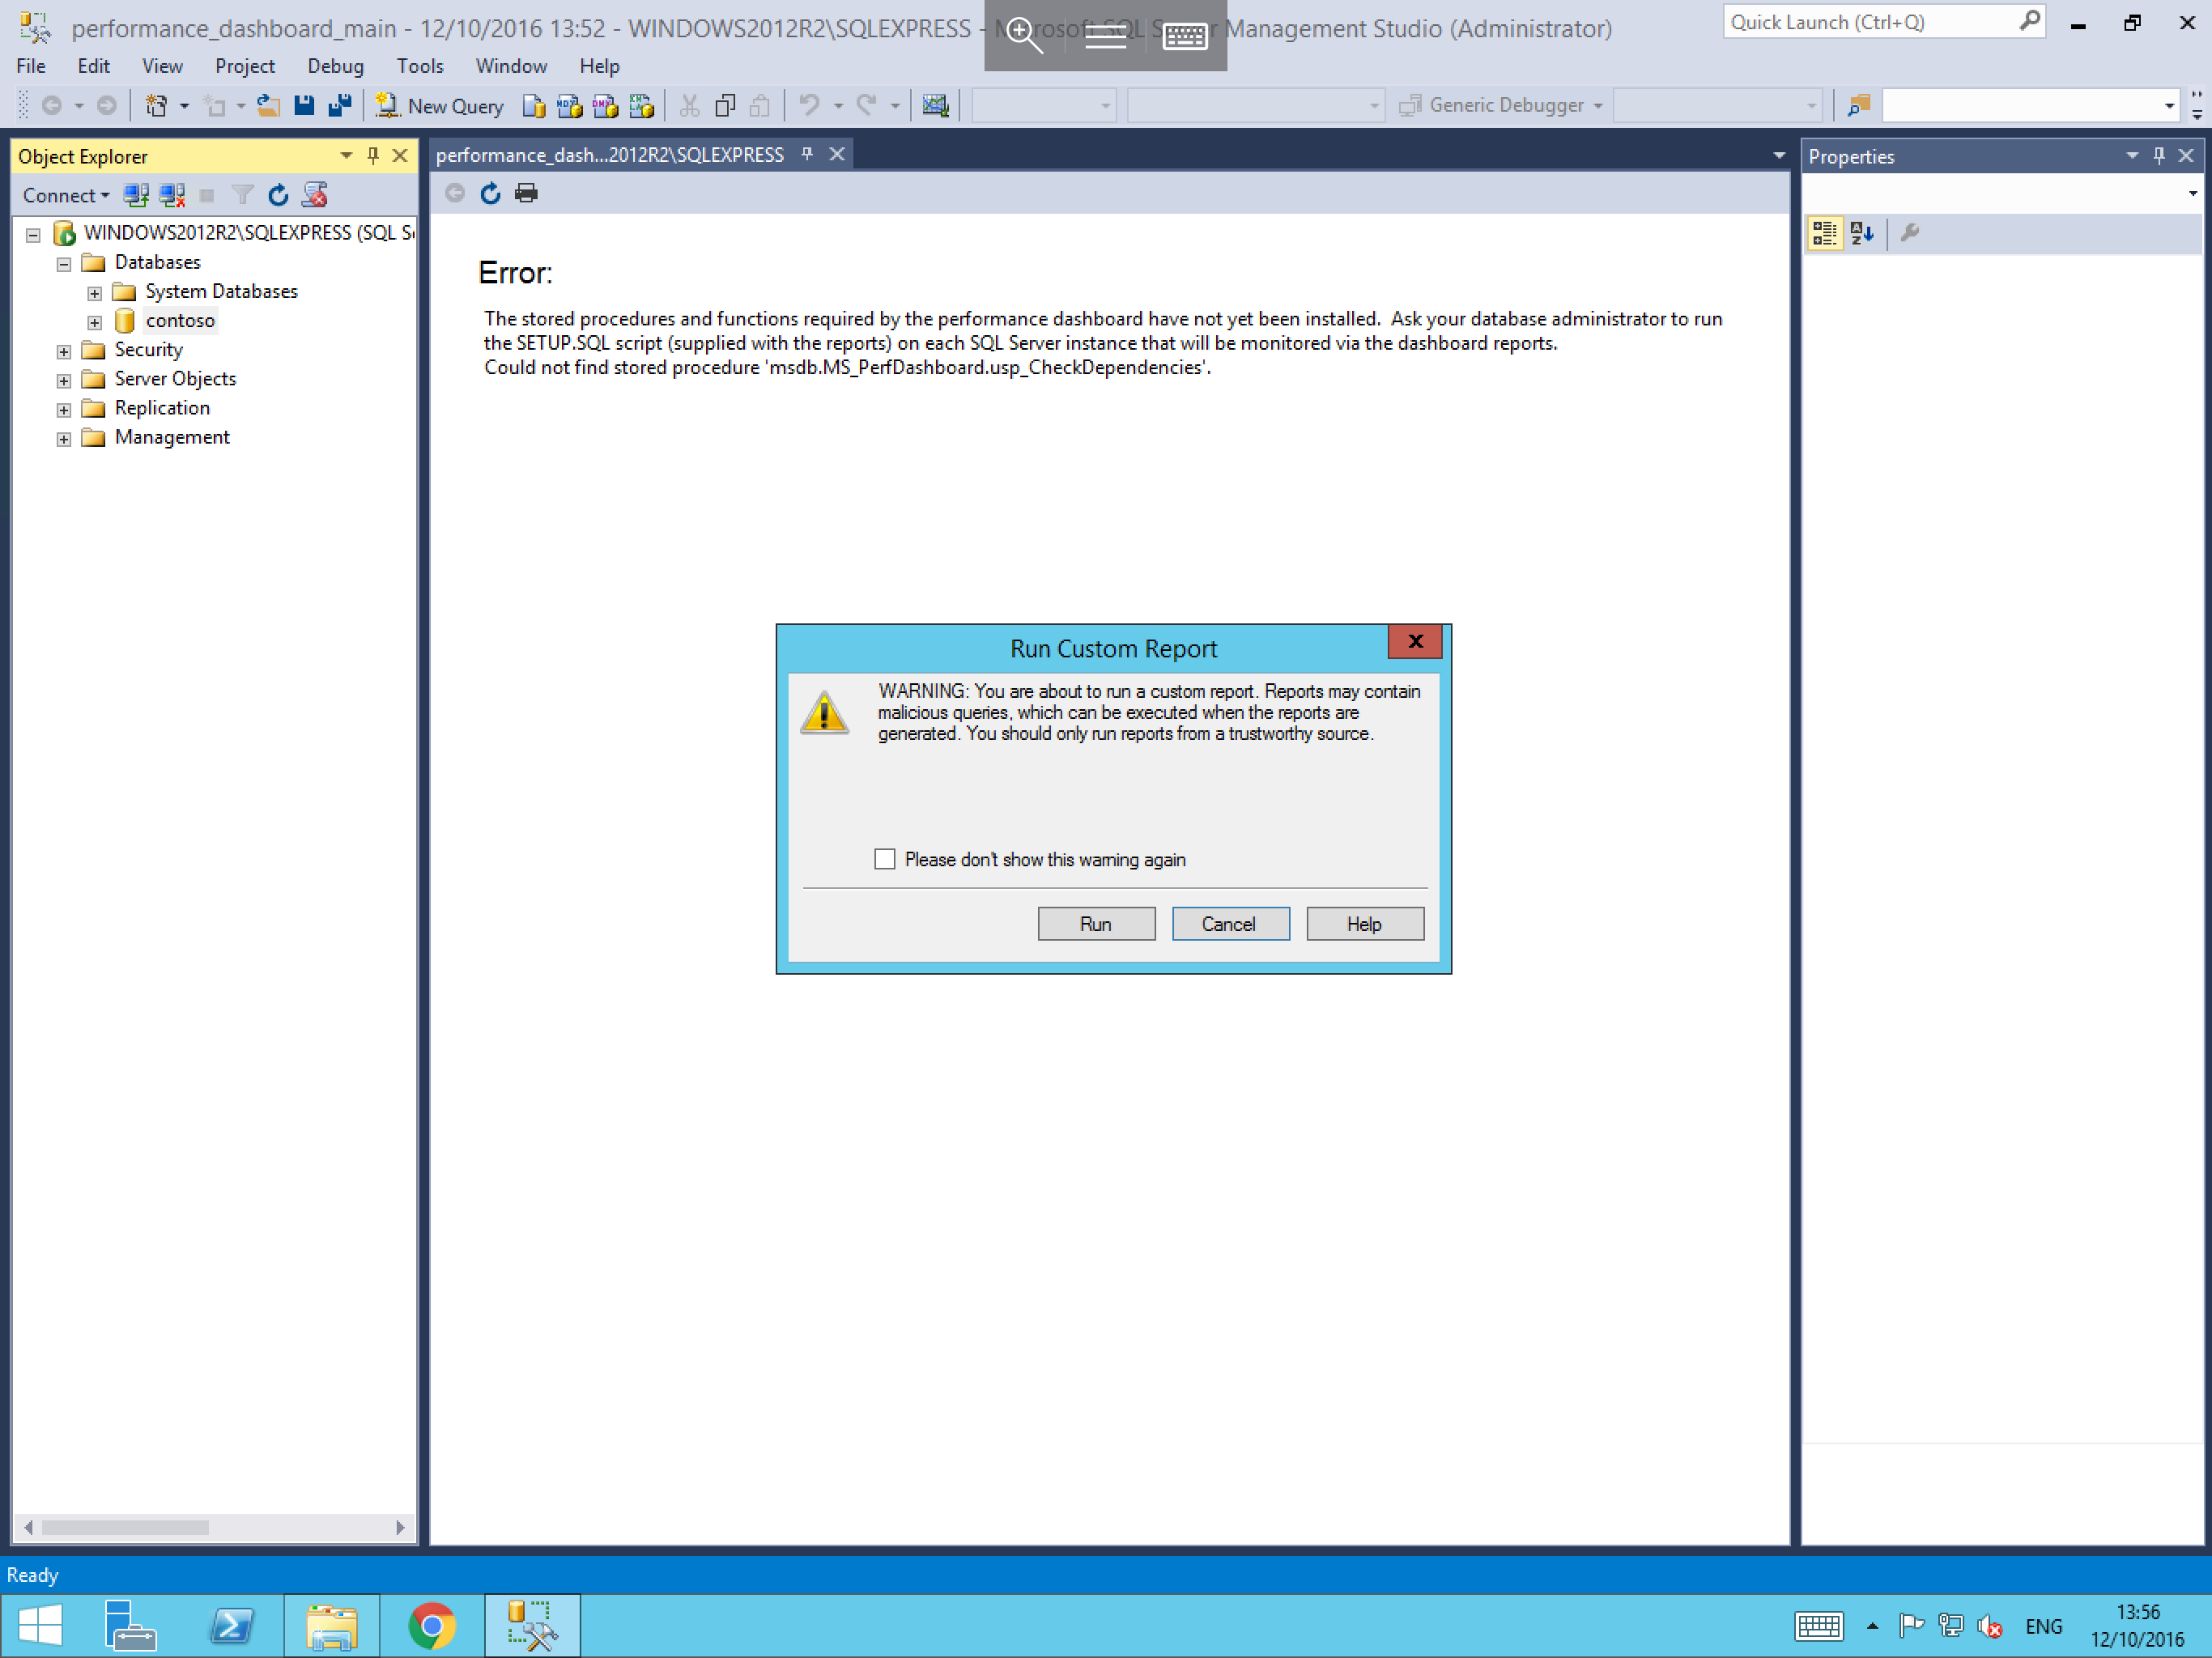 performance_dashboard_main - 12/10/2016 13:52 - WINDOWS2012R2\SQLEXPRESS - Microsoft SQL Server Management Studio (Administrator)
Quick Launch (Ctrl+Q)
File Edit View Project Debug Tools Window Help
New Query
Generic Debugger
Object Explorer
performance_dash...2012R2\SQLEXPRESS
Properties
Connect
WINDOWS2012R2\SQLEXPRESS (SQL Se
Databases
System Databases
contoso
Security
Server Objects
Replication
Management
Error:
The stored procedures and functions required by the performance dashboard have not yet been installed.  Ask your database administrator to run
the SETUP.SQL script (supplied with the reports) on each SQL Server instance that will be monitored via the dashboard reports.
Could not find stored procedure 'msdb.MS_PerfDashboard.usp_CheckDependencies'.
Run Custom Report
WARNING: You are about to run a custom report. Reports may contain
malicious queries, which can be executed when the reports are
generated. You should only run reports from a trustworthy source.
Please don't show this warning again
Run Cancel Help
Ready
ENG
13:56
12/10/2016